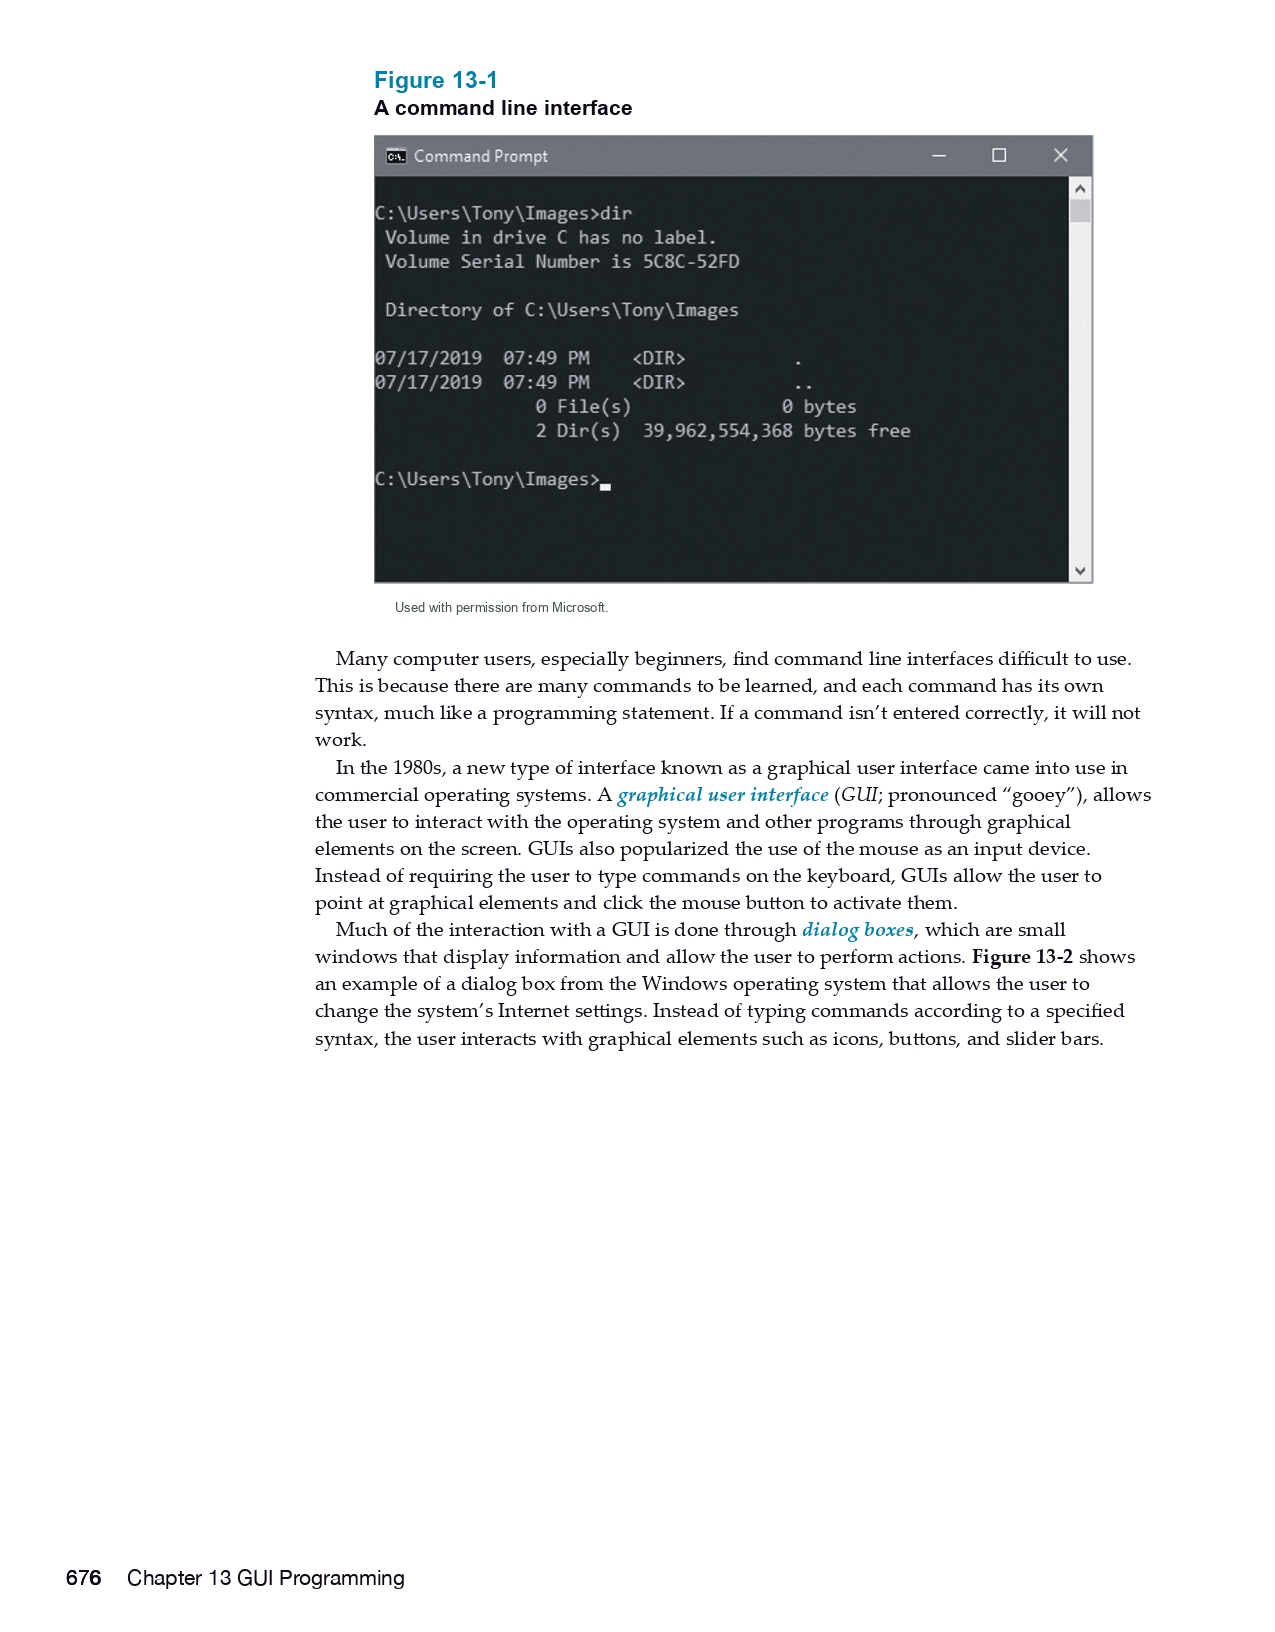 Figure 13-1
A command line interface
C:\. Command Prompt
C:\Users\Tony\Images>dir
Volume in drive C has no label.
Volume Serial Number is 5C8C-52FD
Directory of C:\Users\Tony\Images
07/17/2019 07:49 PM <DIR> .
07/17/2019 07:49 PM <DIR> ..
0 File(s) 0 bytes
2 Dir(s) 39,962,554,368 bytes free
C:\Users\Tony\Images>
Used with permission from Microsoft.
Many computer users, especially beginners, find command line interfaces difficult to use.
This is because there are many commands to be learned, and each command has its own
syntax, much like a programming statement. If a command isn’t entered correctly, it will not
work.
In the 1980s, a new type of interface known as a graphical user interface came into use in
commercial operating systems. A graphical user interface (GUI; pronounced “gooey”), allows
the user to interact with the operating system and other programs through graphical
elements on the screen. GUIs also popularized the use of the mouse as an input device.
Instead of requiring the user to type commands on the keyboard, GUIs allow the user to
point at graphical elements and click the mouse button to activate them.
Much of the interaction with a GUI is done through dialog boxes, which are small
windows that display information and allow the user to perform actions. Figure 13-2 shows
an example of a dialog box from the Windows operating system that allows the user to
change the system’s Internet settings. Instead of typing commands according to a specified
syntax, the user interacts with graphical elements such as icons, buttons, and slider bars.
676 Chapter 13 GUI Programming